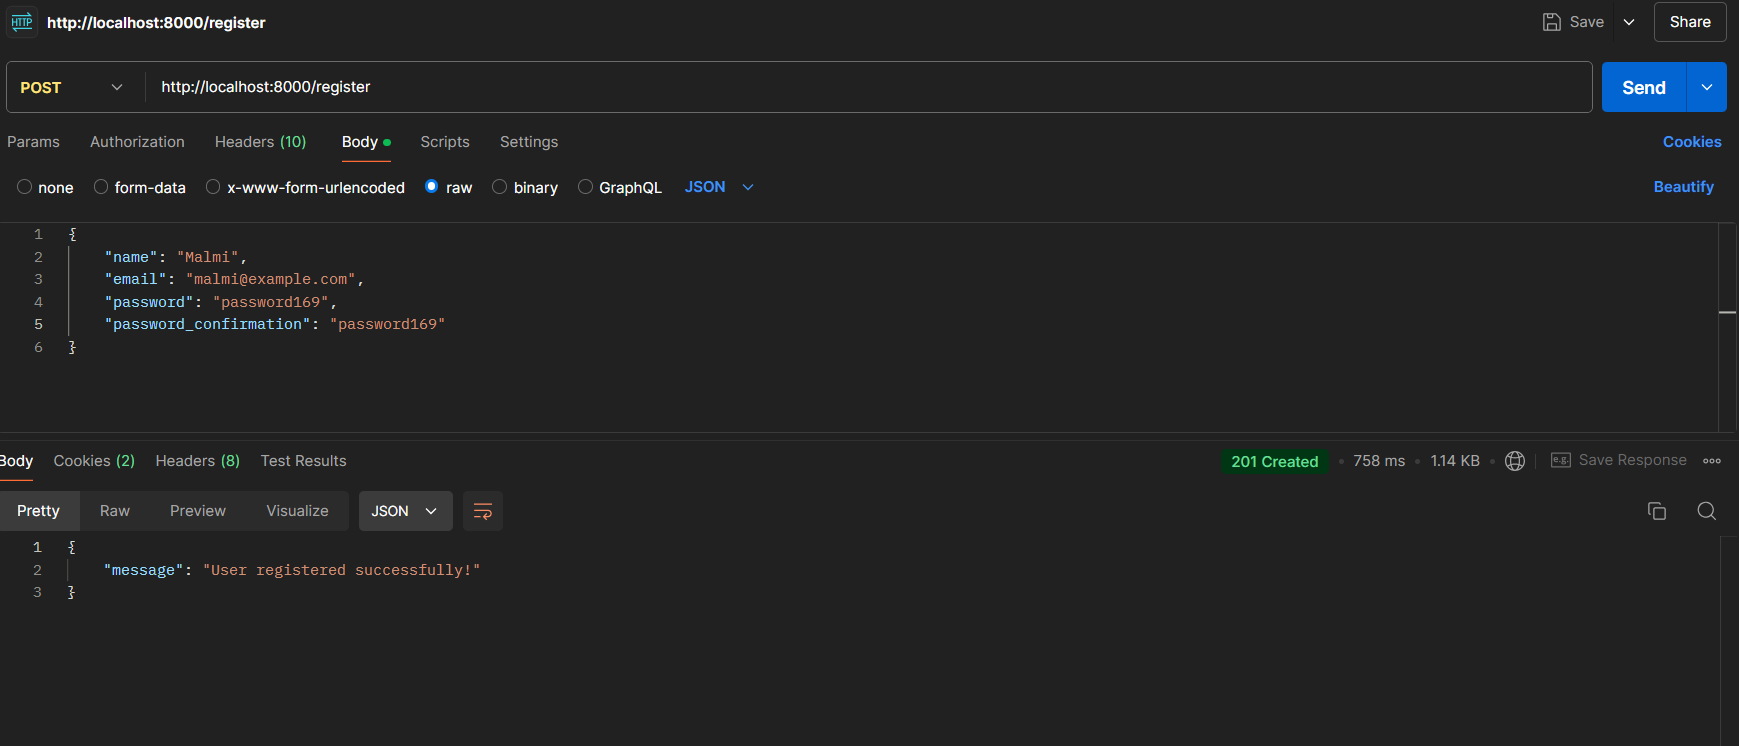 HTTP http://localhost:8000/register Save Share
POST http://localhost:8000/register Send
Params Authorization Headers (10) Body Scripts Settings Cookies
none form-data x-www-form-urlencoded raw binary GraphQL JSON Beautify
1 {
2 "name": "Malmi",
3 "email": "malmi@example.com",
4 "password": "password169",
5 "password_confirmation": "password169"
6 }
Body Cookies (2) Headers (8) Test Results 201 Created 758 ms 1.14 KB e.g. Save Response
Pretty Raw Preview Visualize JSON
1 {
2 "message": "User registered successfully!"
3 }